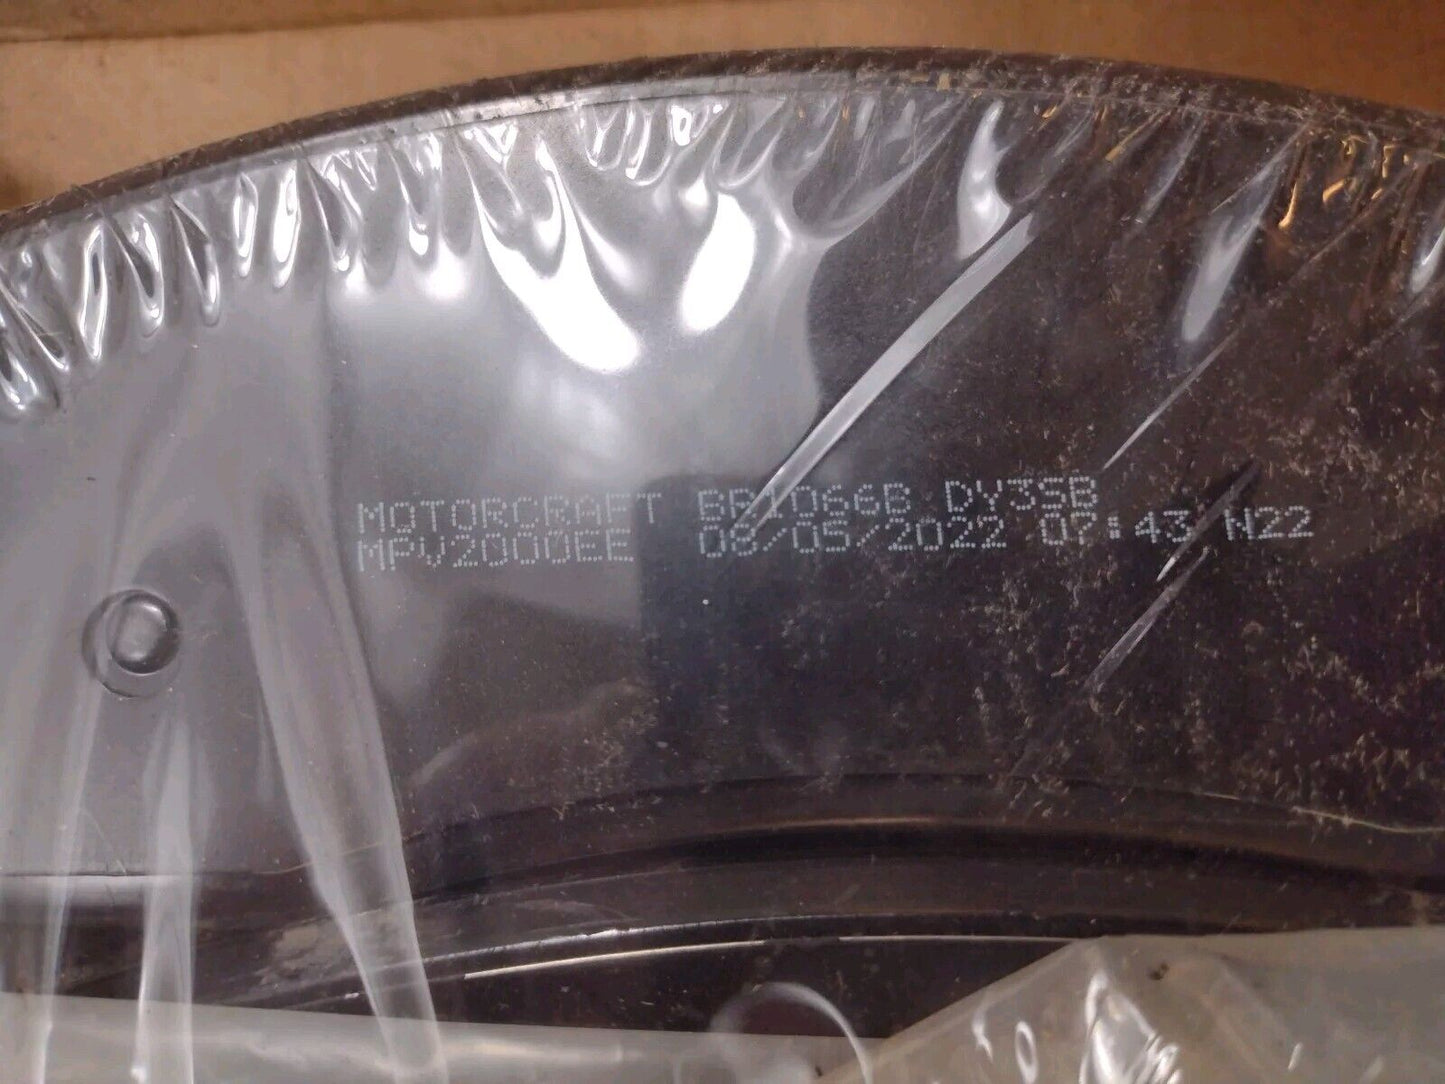 MOTORCRAFT BR1066B DY3SB
MPV2000EE 08/05/2022 07:43 N22